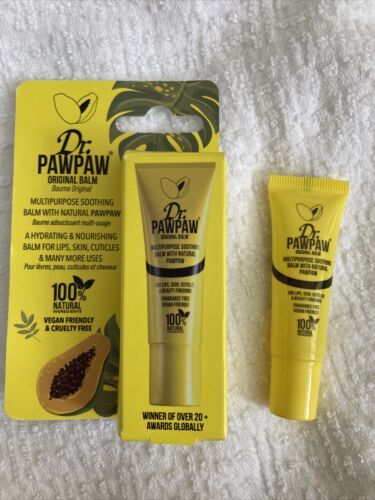 Dr.
PAWPAW®
ORIGINAL BALM
Baume Original
MULTIPURPOSE SOOTHING
BALM WITH NATURAL PAWPAW
Baume adoucissant multi-usage
A HYDRATING & NOURISHING
BALM FOR LIPS, SKIN, CUTICLES
& MANY MORE USES
Pour lèvres, peau, cuticules et cheveux
100%
NATURAL
INGREDIENTS
VEGAN FRIENDLY
& CRUELTY FREE
Dr.
PAWPAW
ORIGINAL BALM
MULTIPURPOSE SOOTHING
BALM WITH NATURAL
PAWPAW
FOR LIPS, SKIN, CUTICLES
& BEAUTY FINISHING
FRAGRANCE FREE
VEGAN FRIENDLY
100%
NATURAL
WINNER OF OVER 20+
AWARDS GLOBALLY
Dr.
PAWPAW
ORIGINAL BALM
MULTIPURPOSE SOOTHING
BALM WITH NATURAL
PAWPAW
FOR LIPS, SKIN, CUTICLES
& BEAUTY FINISHING
FRAGRANCE FREE
VEGAN FRIENDLY
100%
NATURAL